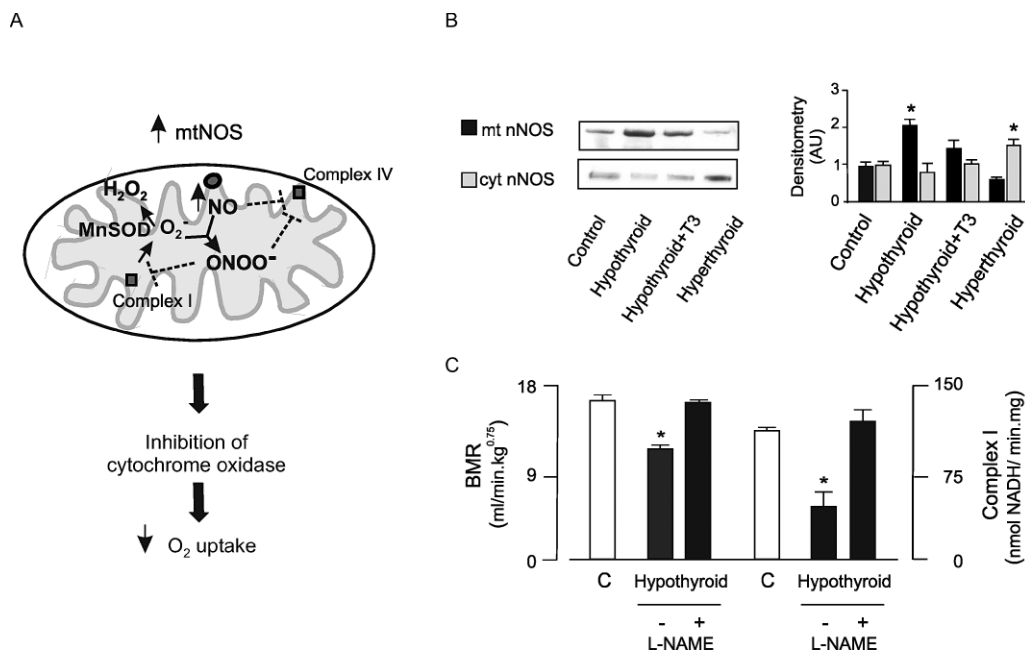 A
mtNOS
Complex IV
H₂O₂
NO
MnSOD
O₂⁻
ONOO⁻
Complex I
Inhibition of
cytochrome oxidase
O₂ uptake
B
mt nNOS
cyt nNOS
Control
Hypothyroid
Hypothyroid+T3
Hyperthyroid
Densitometry
(AU)
3
2
1
0
*
*
Control
Hypothyroid
Hypothyroid+T3
Hyperthyroid
C
BMR
(ml/min.kg⁰·⁷⁵)
18
9
0
*
*
150
75
0
Complex I
(nmol NADH/ min.mg)
C Hypothyroid C Hypothyroid
- + - +
L-NAME L-NAME